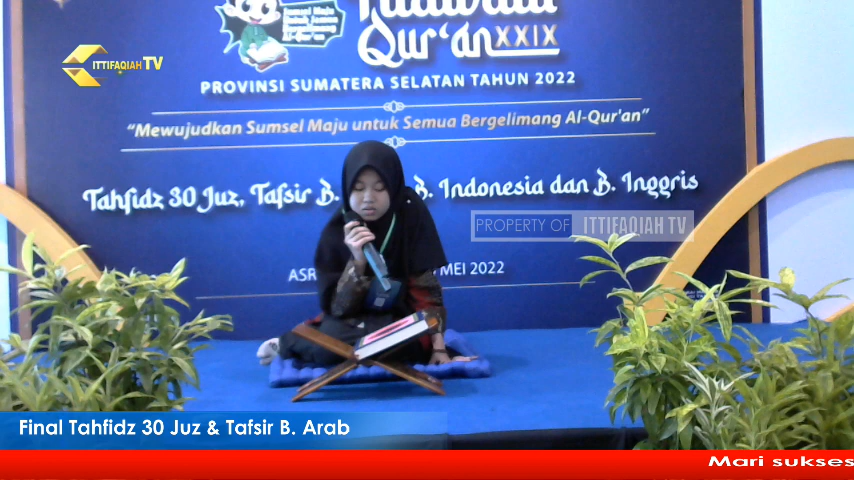 ITTIFAQIAH TV
Qur'an XXIX
PROVINSI SUMATERA SELATAN TAHUN 2022
"Mewujudkan Sumsel Maju untuk Semua Bergelimang Al-Qur'an"
Tahfidz 30 Juz, Tafsir B. B. Indonesia dan B. Inggris
PROPERTY OF ITTIFAQIAH TV
MEI 2022
Final Tahfidz 30 Juz & Tafsir B. Arab
Mari sukses